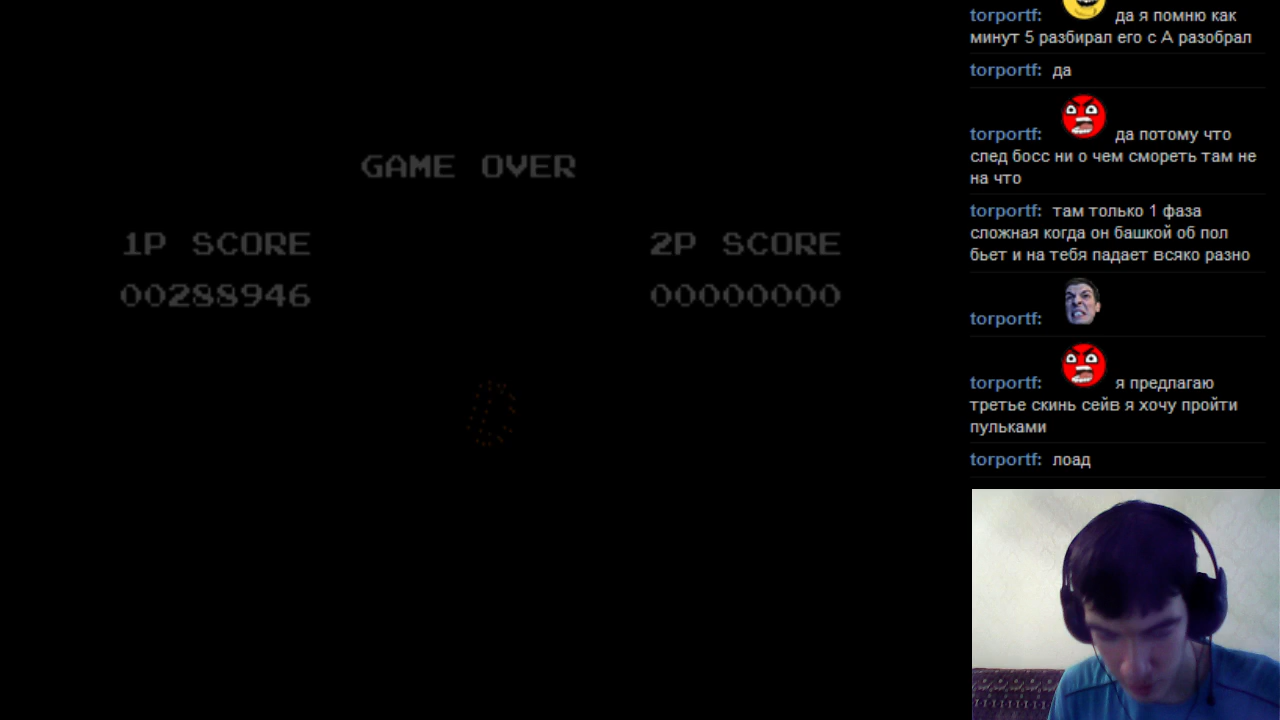 GAME OVER
1P SCORE
2P SCORE
00288946
00000000
torportf: да я помню как
минут 5 разбирал его с А разобрал
torportf: да
torportf: да потому что
след босс ни о чем смореть там не
на что
torportf: там только 1 фаза
сложная когда он башкой об пол
бьет и на тебя падает всяко разно
torportf:
torportf: я предлагаю
третье скинь сейв я хочу пройти
пульками
torportf: лоад